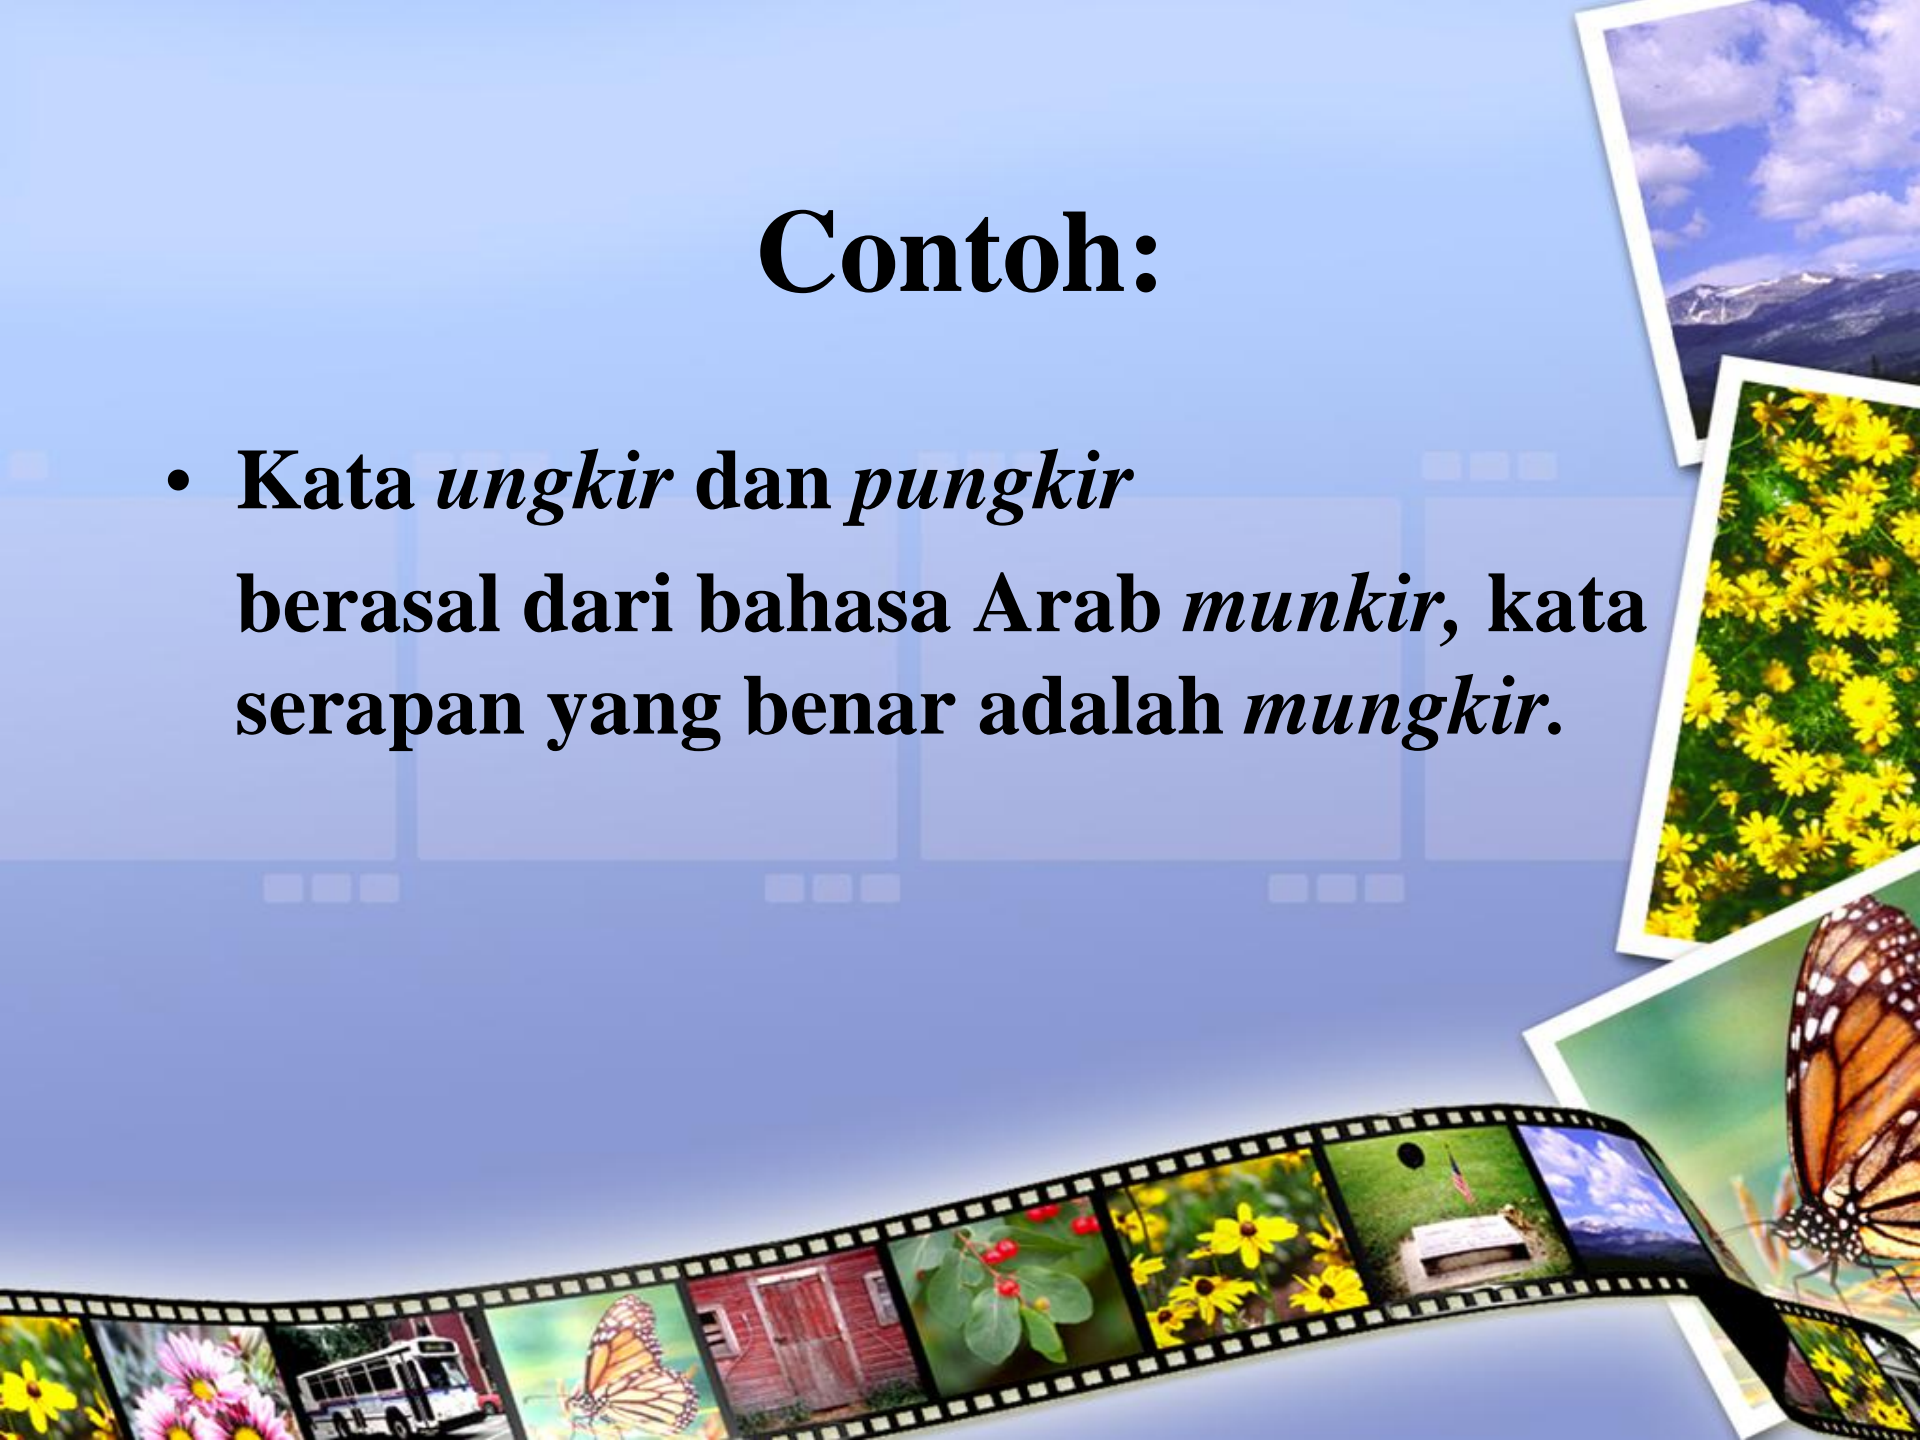 Contoh:
• Kata ungkir dan pungkir
berasal dari bahasa Arab munkir, kata
serapan yang benar adalah mungkir.